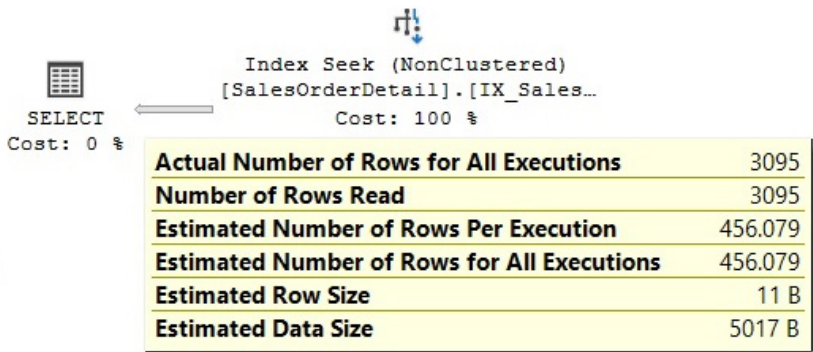 Index Seek (NonClustered)
[SalesOrderDetail].[IX_Sales…
Cost: 100 %
SELECT
Cost: 0 %
Actual Number of Rows for All Executions 3095
Number of Rows Read 3095
Estimated Number of Rows Per Execution 456.079
Estimated Number of Rows for All Executions 456.079
Estimated Row Size 11 B
Estimated Data Size 5017 B